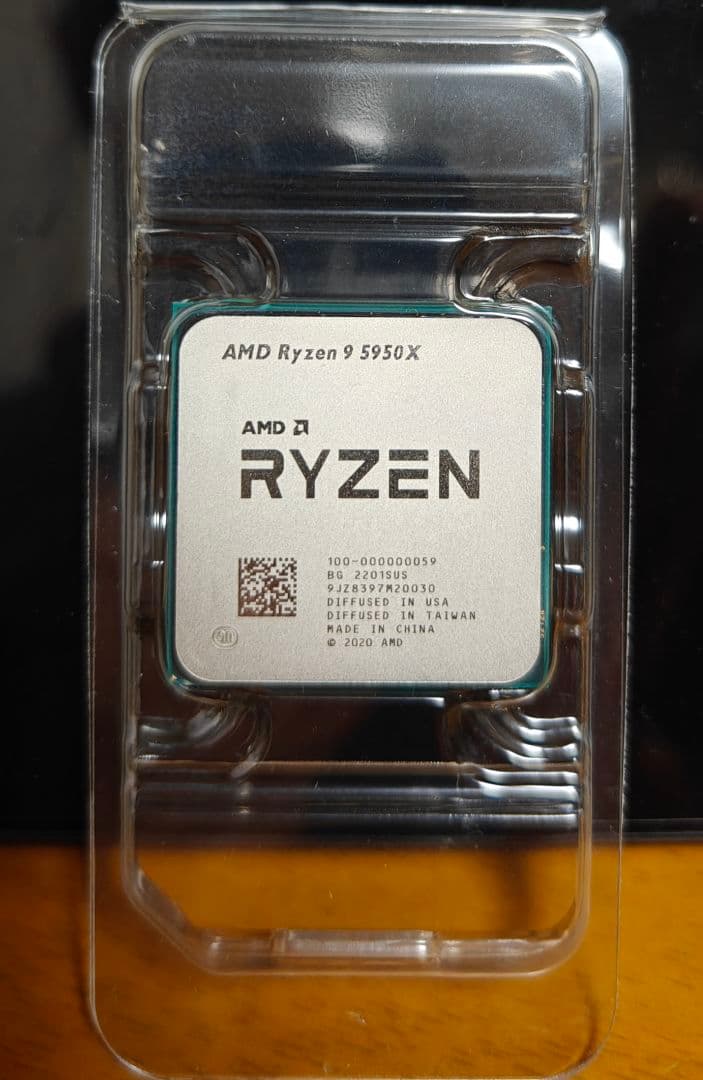 AMD Ryzen 9 5950X
AMD
RYZEN
100-000000059
BG 2201SUS
9JZ8397M20030
DIFFUSED IN USA
DIFFUSED IN TAIWAN
MADE IN CHINA
© 2020 AMD